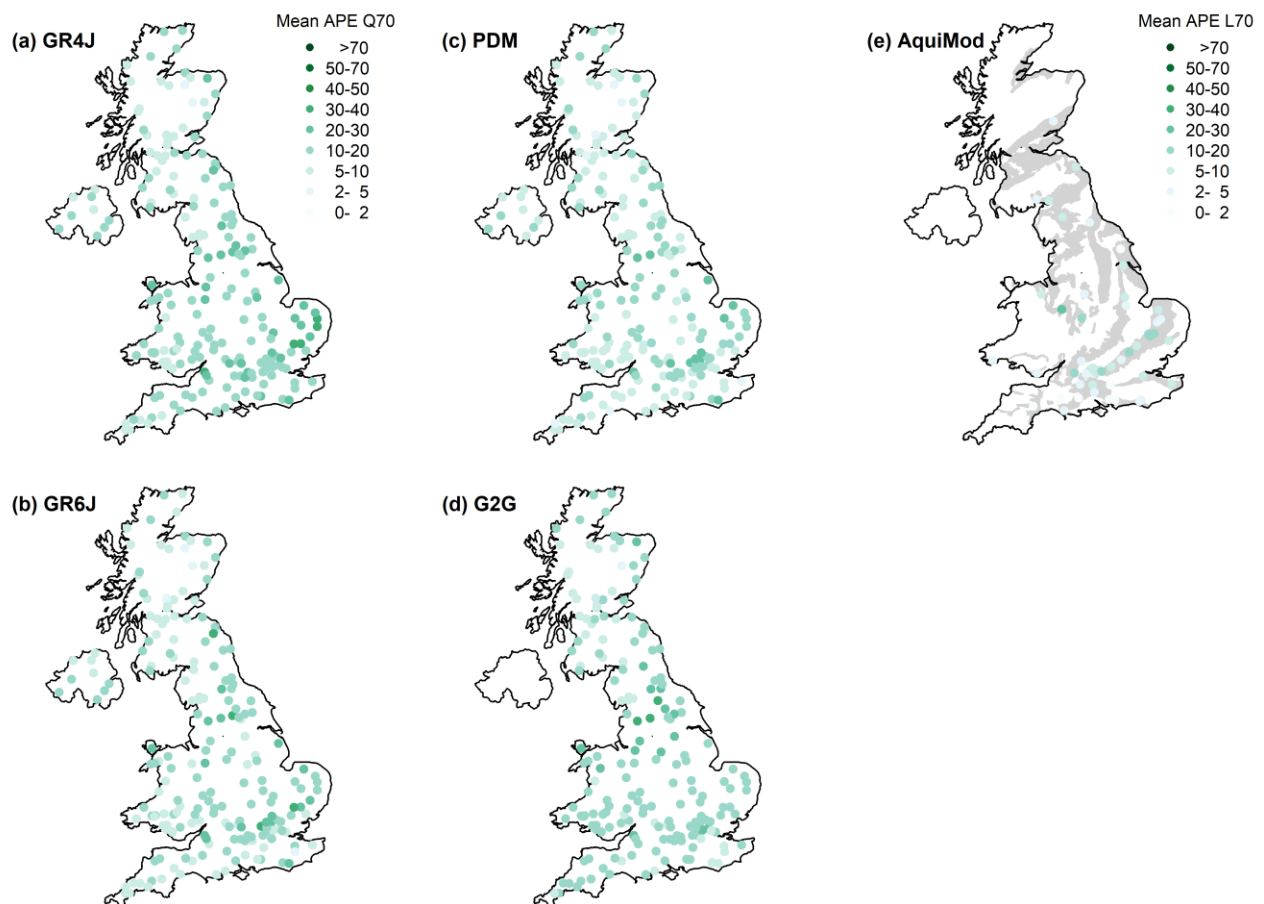 Mean APE Q70
(a) GR4J
>70
50-70
40-50
30-40
20-30
10-20
5-10
2- 5
0- 2
(c) PDM
Mean APE L70
(e) AquiMod
>70
50-70
40-50
30-40
20-30
10-20
5-10
2- 5
0- 2
(b) GR6J
(d) G2G